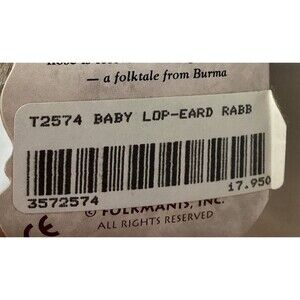 — a folktale from Burma
T2574 BABY LOP-EARD RABB
3572574
17.950
© FOLKMANIS, INC.
ALL RIGHTS RESERVED
CE